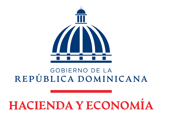 GOBIERNO DE LA
REPÚBLICA DOMINICANA
HACIENDA Y ECONOMÍA